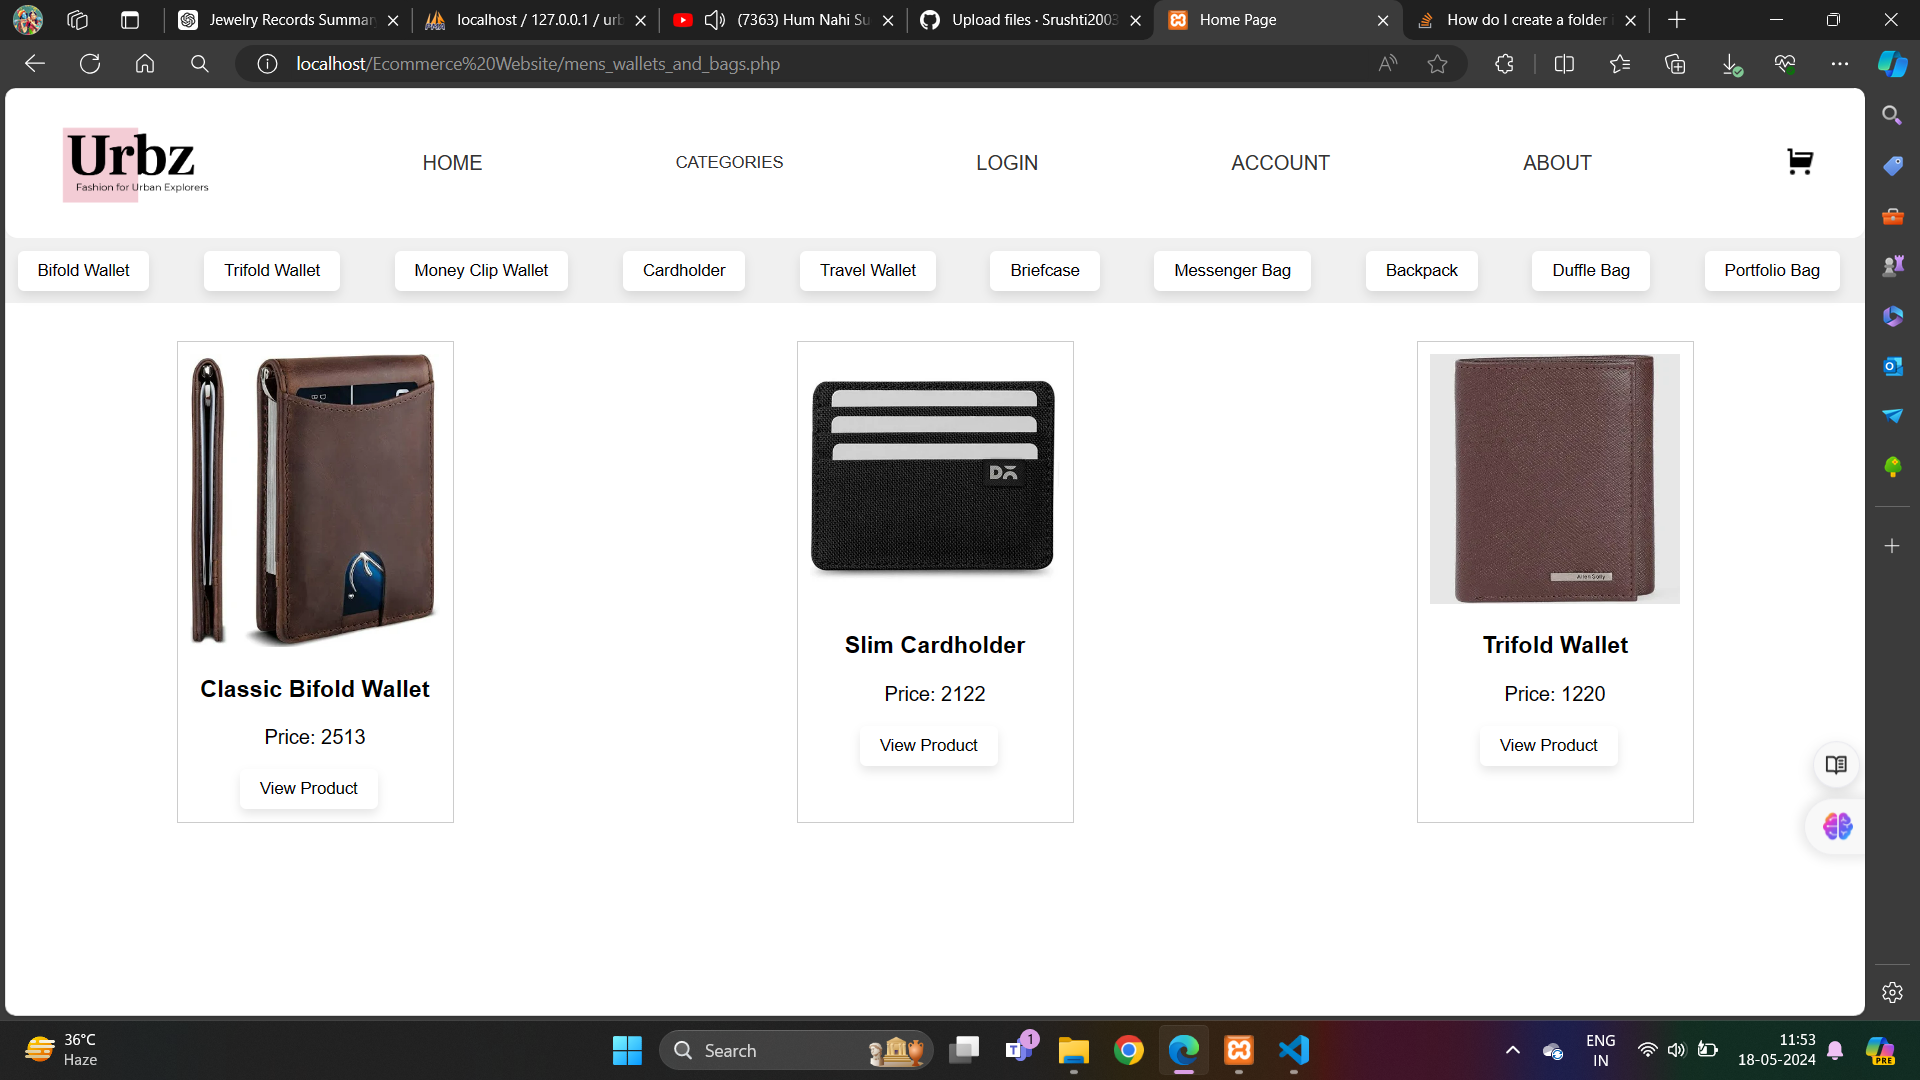 Jewelry Records Summar
localhost / 127.0.0.1 / urb
(7363) Hum Nahi Su
Upload files · Srushti2003
Home Page
How do I create a folder i
localhost/Ecommerce%20Website/mens_wallets_and_bags.php
Urbz
Fashion for Urban Explorers
HOME
CATEGORIES
LOGIN
ACCOUNT
ABOUT
Bifold Wallet
Trifold Wallet
Money Clip Wallet
Cardholder
Travel Wallet
Briefcase
Messenger Bag
Backpack
Duffle Bag
Portfolio Bag
Allen Solly
Classic Bifold Wallet
Price: 2513
View Product
Slim Cardholder
Price: 2122
View Product
Trifold Wallet
Price: 1220
View Product
36°C
Haze
Search
1
ENG
IN
11:53
18-05-2024
PRE